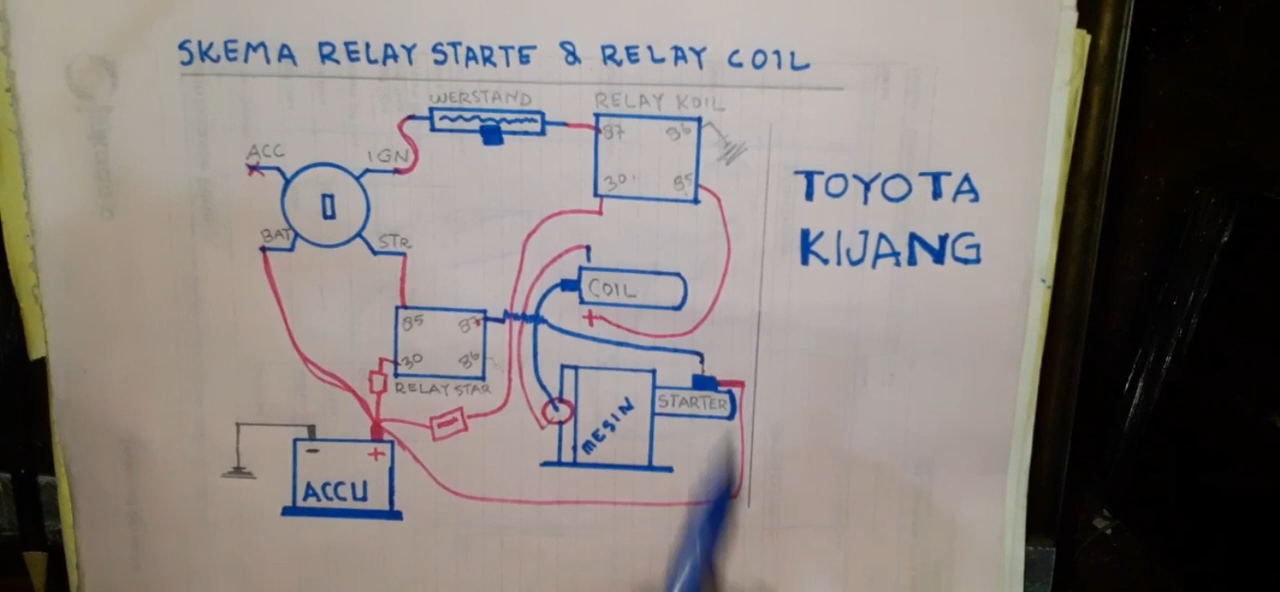 SKEMA RELAY STARTE & RELAY COIL
WERSTAND
RELAY KOIL
87 86
30 85
ACC
IGN
BAT
STR
TOYOTA
KIJANG
COIL
+
85 87
30 86
RELAY STAR
MESIN
STARTER
- +
ACCU